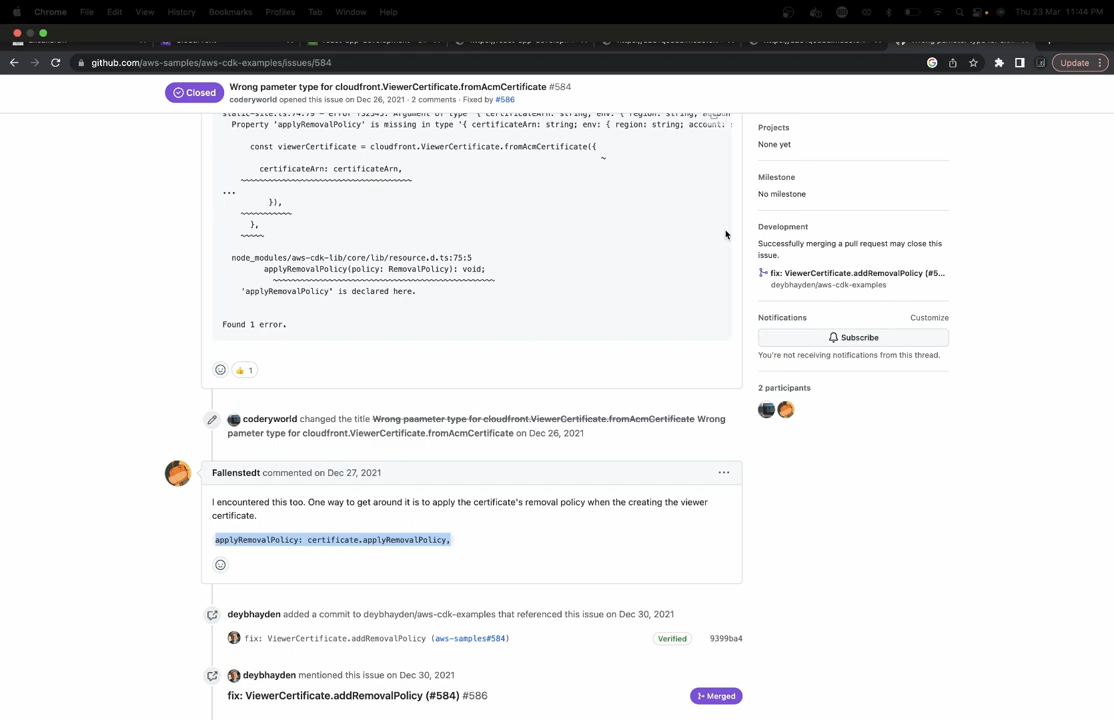 Chrome File Edit View History Bookmarks Profiles Tab Window Help Thu 23 Mar 11:44 PM
github.com/aws-samples/aws-cdk-examples/issues/584 Update
Closed
Wrong pameter type for cloudfront.ViewerCertificate.fromAcmCertificate #584
coderyworld opened this issue on Dec 26, 2021 · 2 comments · Fixed by #586
Property 'applyRemovalPolicy' is missing in type '{ certificateArn: string; env: { region: string; account:
const viewerCertificate = cloudfront.ViewerCertificate.fromAcmCertificate({
~
certificateArn: certificateArn,
~~~~~~~~~~~~~~~~~~~~~~~~~~~~~~~
...
}),
~~~~~~~~~
},
~~~~~
node_modules/aws-cdk-lib/core/lib/resource.d.ts:75:5
applyRemovalPolicy(policy: RemovalPolicy): void;
~~~~~~~~~~~~~~~~~~~~~~~~~~~~~~~~~~~~~~~~
'applyRemovalPolicy' is declared here.
Found 1 error.
👍 1
coderyworld changed the title Wrong paameter type for cloudfront.ViewerCertificate.fromAcmCertificate Wrong
pameter type for cloudfront.ViewerCertificate.fromAcmCertificate on Dec 26, 2021
Fallenstedt commented on Dec 27, 2021 ...
I encountered this too. One way to get around it is to apply the certificate's removal policy when the creating the viewer
certificate.
applyRemovalPolicy: certificate.applyRemovalPolicy,
deybhayden added a commit to deybhayden/aws-cdk-examples that referenced this issue on Dec 30, 2021
fix: ViewerCertificate.addRemovalPolicy (aws-samples#584) Verified 9399ba4
deybhayden mentioned this issue on Dec 30, 2021
fix: ViewerCertificate.addRemovalPolicy (#584) #586 Merged
Projects
None yet
Milestone
No milestone
Development
Successfully merging a pull request may close this
issue.
fix: ViewerCertificate.addRemovalPolicy (#5...
deybhayden/aws-cdk-examples
Notifications Customize
Subscribe
You're not receiving notifications from this thread.
2 participants